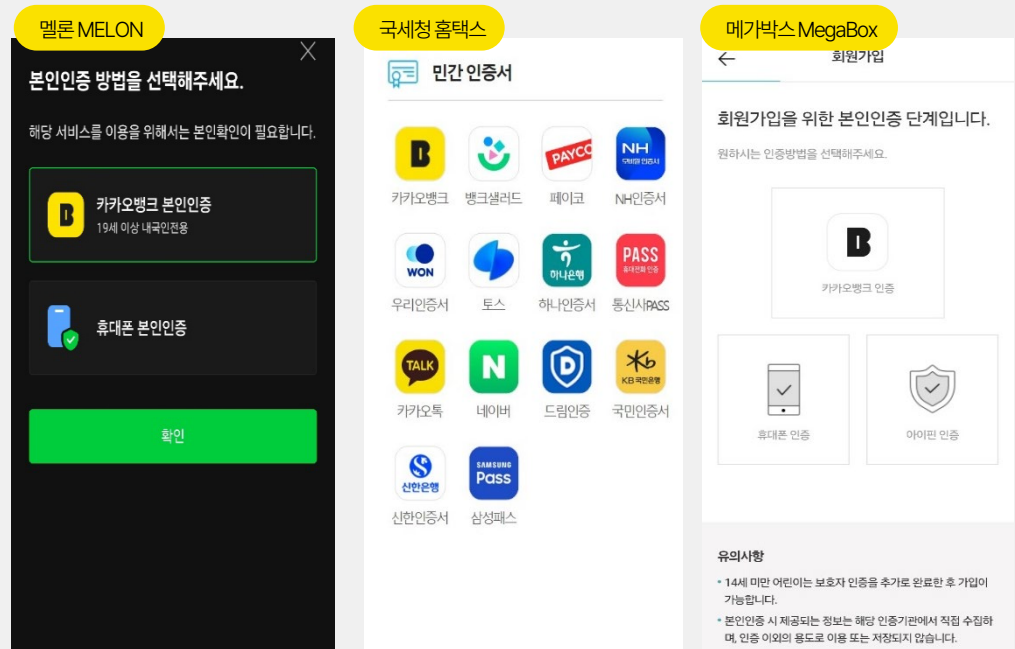 멜론 MELON
X
본인인증 방법을 선택해주세요.
해당 서비스를 이용을 위해서는 본인확인이 필요합니다.
카카오뱅크 본인인증
19세 이상 내국인전용
휴대폰 본인인증
확인
국세청 홈택스
민간 인증서
PAYCO
NH
모바일 인증서
카카오뱅크 뱅크샐러드 페이코 NH인증서
WON
하나은행
PASS
휴대전화 인증
우리인증서 토스 하나인증서 통신사PASS
TALK
N
D
Kb
KB국민은행
카카오톡 네이버 드림인증 국민인증서
S
신한은행
SAMSUNG
Pass
신한인증서 삼성패스
메가박스 MegaBox
회원가입
회원가입을 위한 본인인증 단계입니다.
원하시는 인증방법을 선택해주세요.
카카오뱅크 인증
휴대폰 인증
아이핀 인증
유의사항
• 14세 미만 어린이는 보호자 인증을 추가로 완료한 후 가입이
가능합니다.
• 본인인증 시 제공되는 정보는 해당 인증기관에서 직접 수집하
며, 인증 이외의 용도로 이용 또는 저장되지 않습니다.